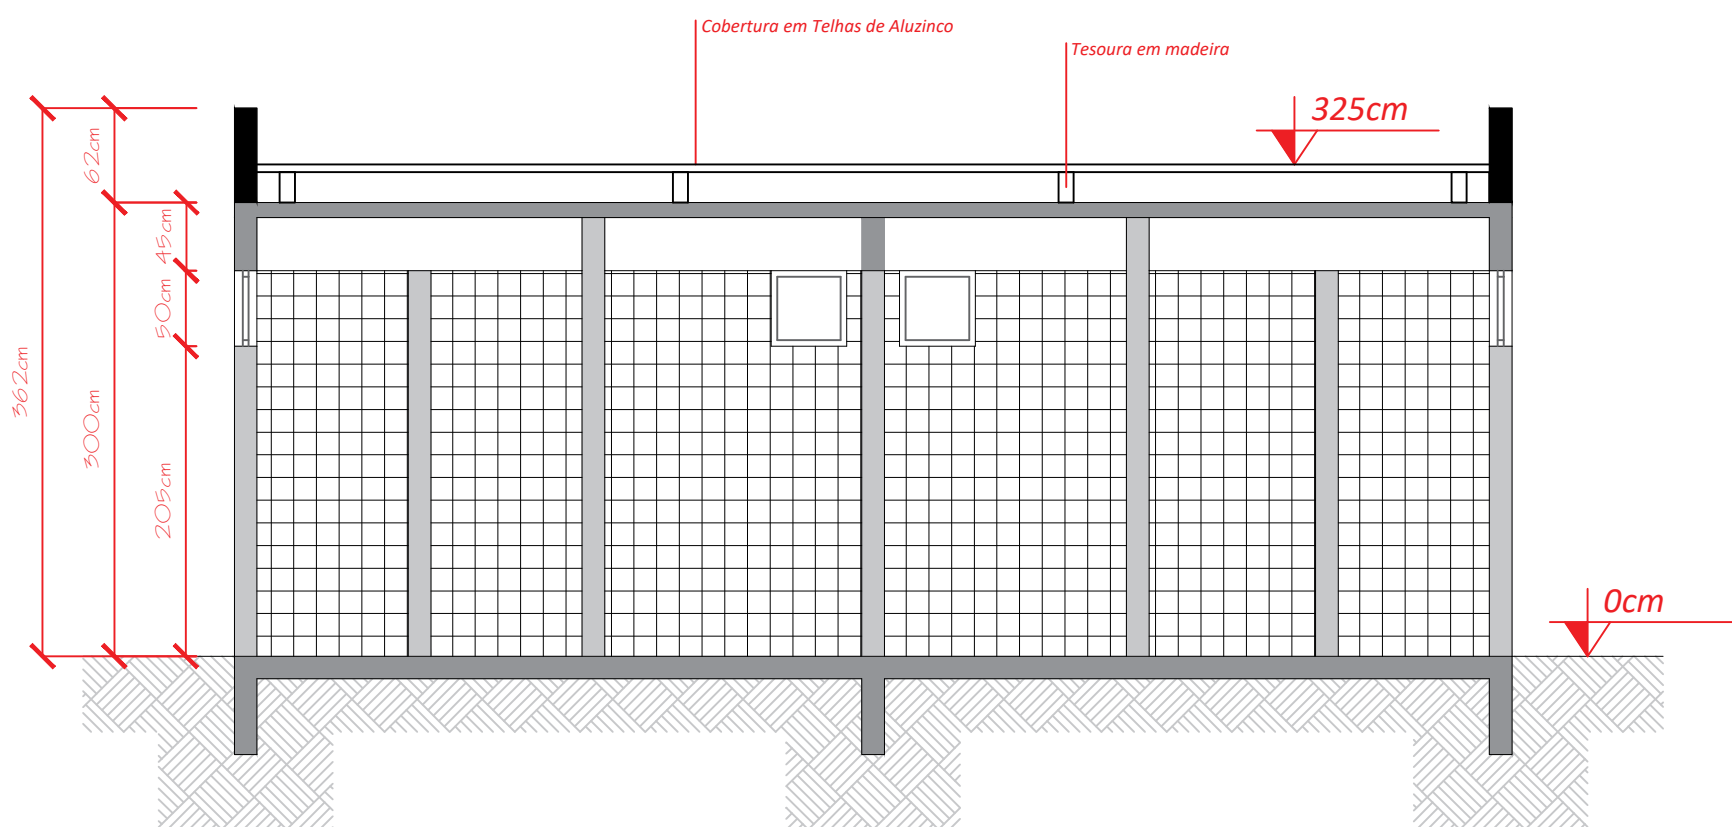 Cobertura em Telhas de Aluzinco
Tesoura em madeira
325cm
62cm
45cm
50cm
362cm
300cm
205cm
0cm